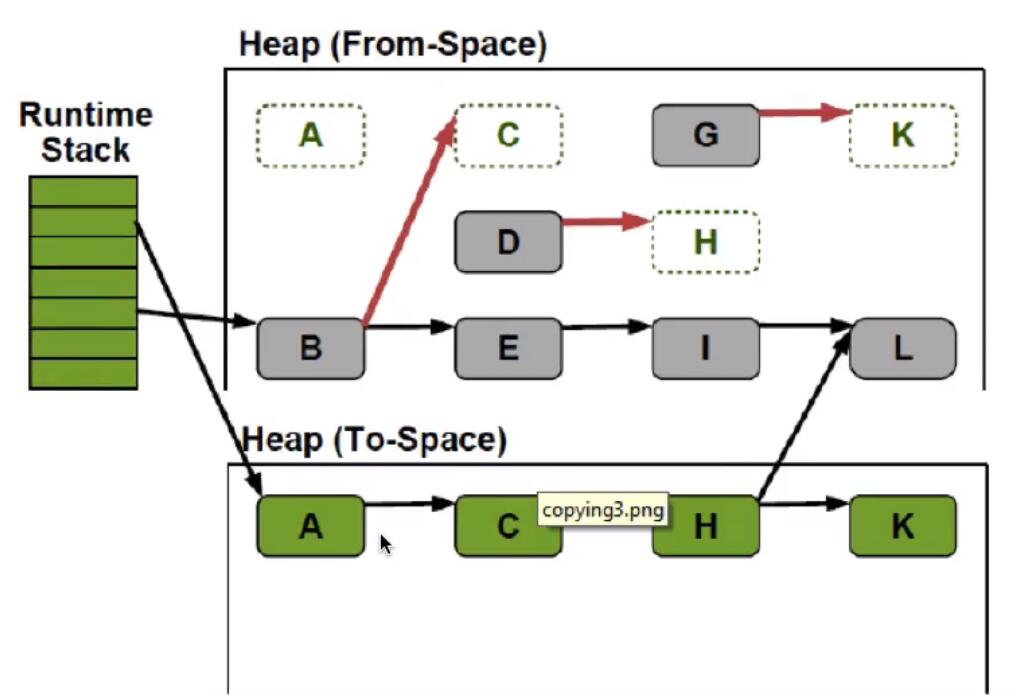 Heap (From-Space)
Runtime
Stack
A
C
G
K
D
H
B
E
I
L
Heap (To-Space)
A
C
copying3.png
H
K